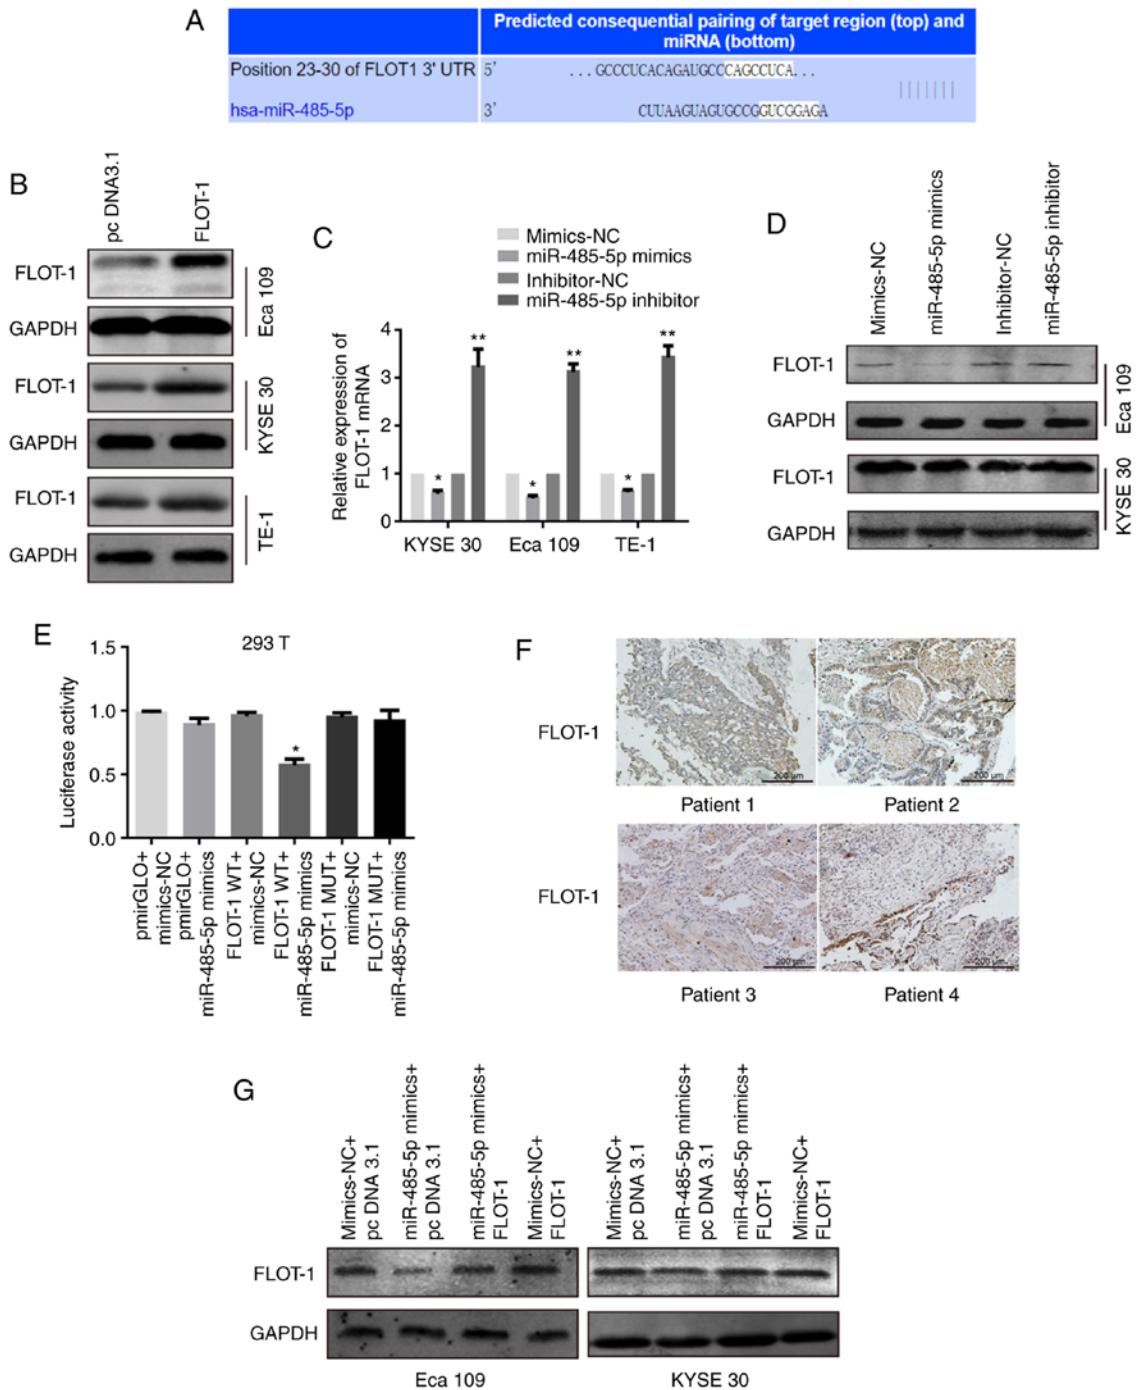 A
Predicted consequential pairing of target region (top) and
miRNA (bottom)
Position 23-30 of FLOT1 3' UTR 5' ...GCCCUCACAGAUGCCCAGCCUCA...
hsa-miR-485-5p 3' CUUAAGUAGUGCCGGUCGGAGA
B
pc DNA3.1
FLOT-1
FLOT-1
GAPDH
Eca 109
FLOT-1
GAPDH
KYSE 30
FLOT-1
GAPDH
TE-1
C
Mimics-NC
miR-485-5p mimics
Inhibitor-NC
miR-485-5p inhibitor
Relative expression of
FLOT-1 mRNA
4
3
2
1
0
*
**
*
**
*
**
KYSE 30
Eca 109
TE-1
D
Mimics-NC
miR-485-5p mimics
Inhibitor-NC
miR-485-5p inhibitor
FLOT-1
GAPDH
Eca 109
FLOT-1
GAPDH
KYSE 30
E
293 T
Luciferase activity
1.5
1.0
0.5
0.0
*
pmirGLO+
mimics-NC
pmirGLO+
miR-485-5p mimics
FLOT-1 WT+
mimics-NC
FLOT-1 WT+
miR-485-5p mimics
FLOT-1 MUT+
mimics-NC
FLOT-1 MUT+
miR-485-5p mimics
F
FLOT-1
200 µm
200 µm
Patient 1
Patient 2
FLOT-1
200 µm
200 µm
Patient 3
Patient 4
G
Mimics-NC+
pc DNA 3.1
miR-485-5p mimics+
pc DNA 3.1
miR-485-5p mimics+
FLOT-1
Mimics-NC+
FLOT-1
Mimics-NC+
pc DNA 3.1
miR-485-5p mimics+
pc DNA 3.1
miR-485-5p mimics+
FLOT-1
Mimics-NC+
FLOT-1
FLOT-1
GAPDH
Eca 109
KYSE 30